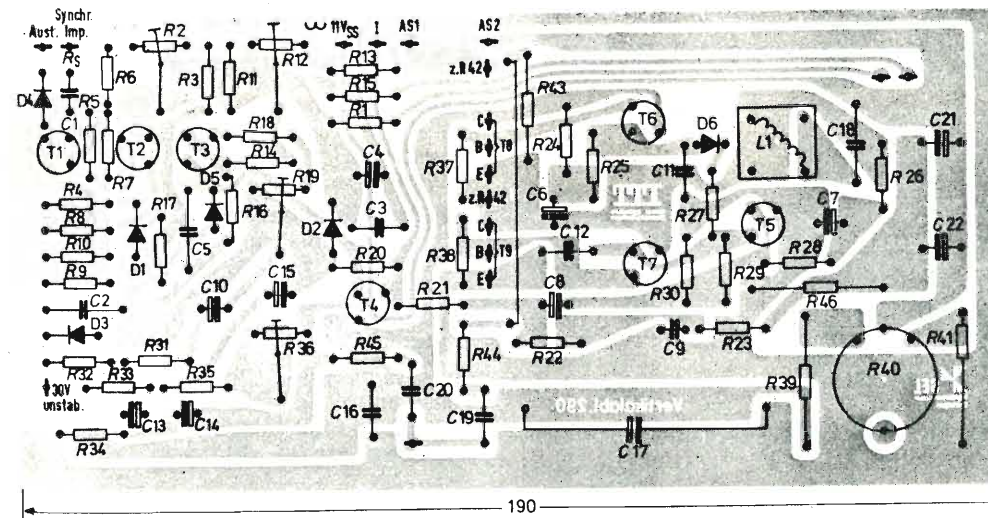 Synchr.
Aust. Imp.
R2
ω
11Vss
I
AS1
AS2
R12
RS
R6
R3
R11
R13
z.R42
R43
D4
R5
R15
C1
R1
T1
T2
T3
R18
R14
C4
R37
C
B
E
T8
R24
T6
D6
L1
C18
C21
R7
D5
R19
z.R42
C6
R25
C11
R26
R4
R17
R16
D2
C3
C
B
E
T9
R27
T5
C7
R8
R10
R9
D1
C5
R20
R38
C12
T7
R28
C22
C2
C10
C15
T4
R21
C8
R30
R29
R46
D3
R36
R22
C9
R23
R32
R31
R45
R44
R41
30V
unstab.
R33
R35
R39
R40
C13
C14
C16
C20
C19
Vertikalabl.290
R34
C17
190